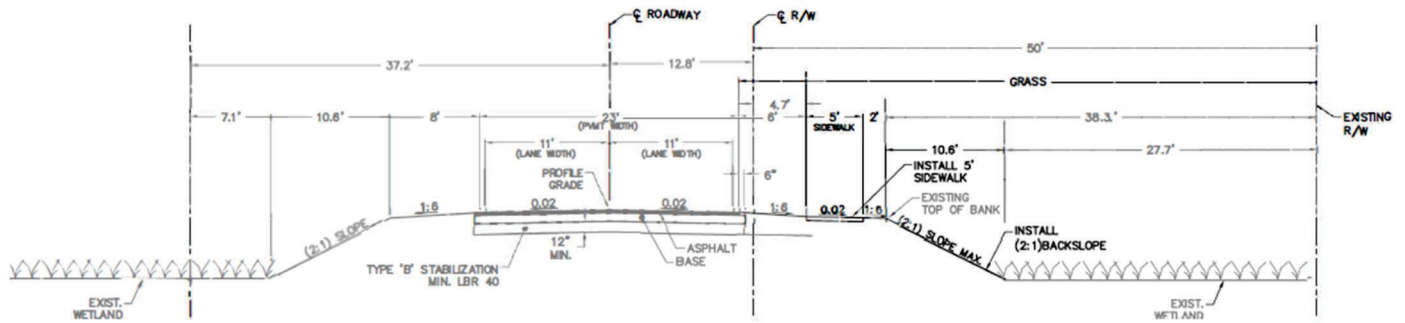 ℄ ROADWAY
℄ R/W
50'
37.2'
12.8'
GRASS
4.7'
7.1'
10.6'
8'
23'
(PVMT WIDTH)
6'
5'
SIDEWALK
2'
38.3.'
EXISTING
R/W
11'
(LANE WIDTH)
11'
(LANE WIDTH)
10.6'
27.7'
PROFILE
GRADE
6"
INSTALL 5'
SIDEWALK
1:6
0.02
0.02
1:6
0.02
1:6
EXISTING
TOP OF BANK
(2:1) SLOPE
12"
MIN.
ASPHALT
BASE
(2:1) SLOPE MAX.
INSTALL
(2:1)BACKSLOPE
TYPE "B" STABILIZATION
MIN. LBR 40
EXIST.
WETLAND
EXIST.
WETLAND